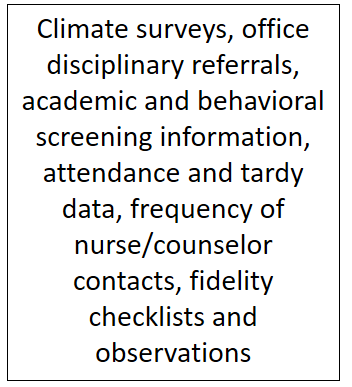 Climate surveys, office
disciplinary referrals,
academic and behavioral
screening information,
attendance and tardy
data, frequency of
nurse/counselor
contacts, fidelity
checklists and
observations